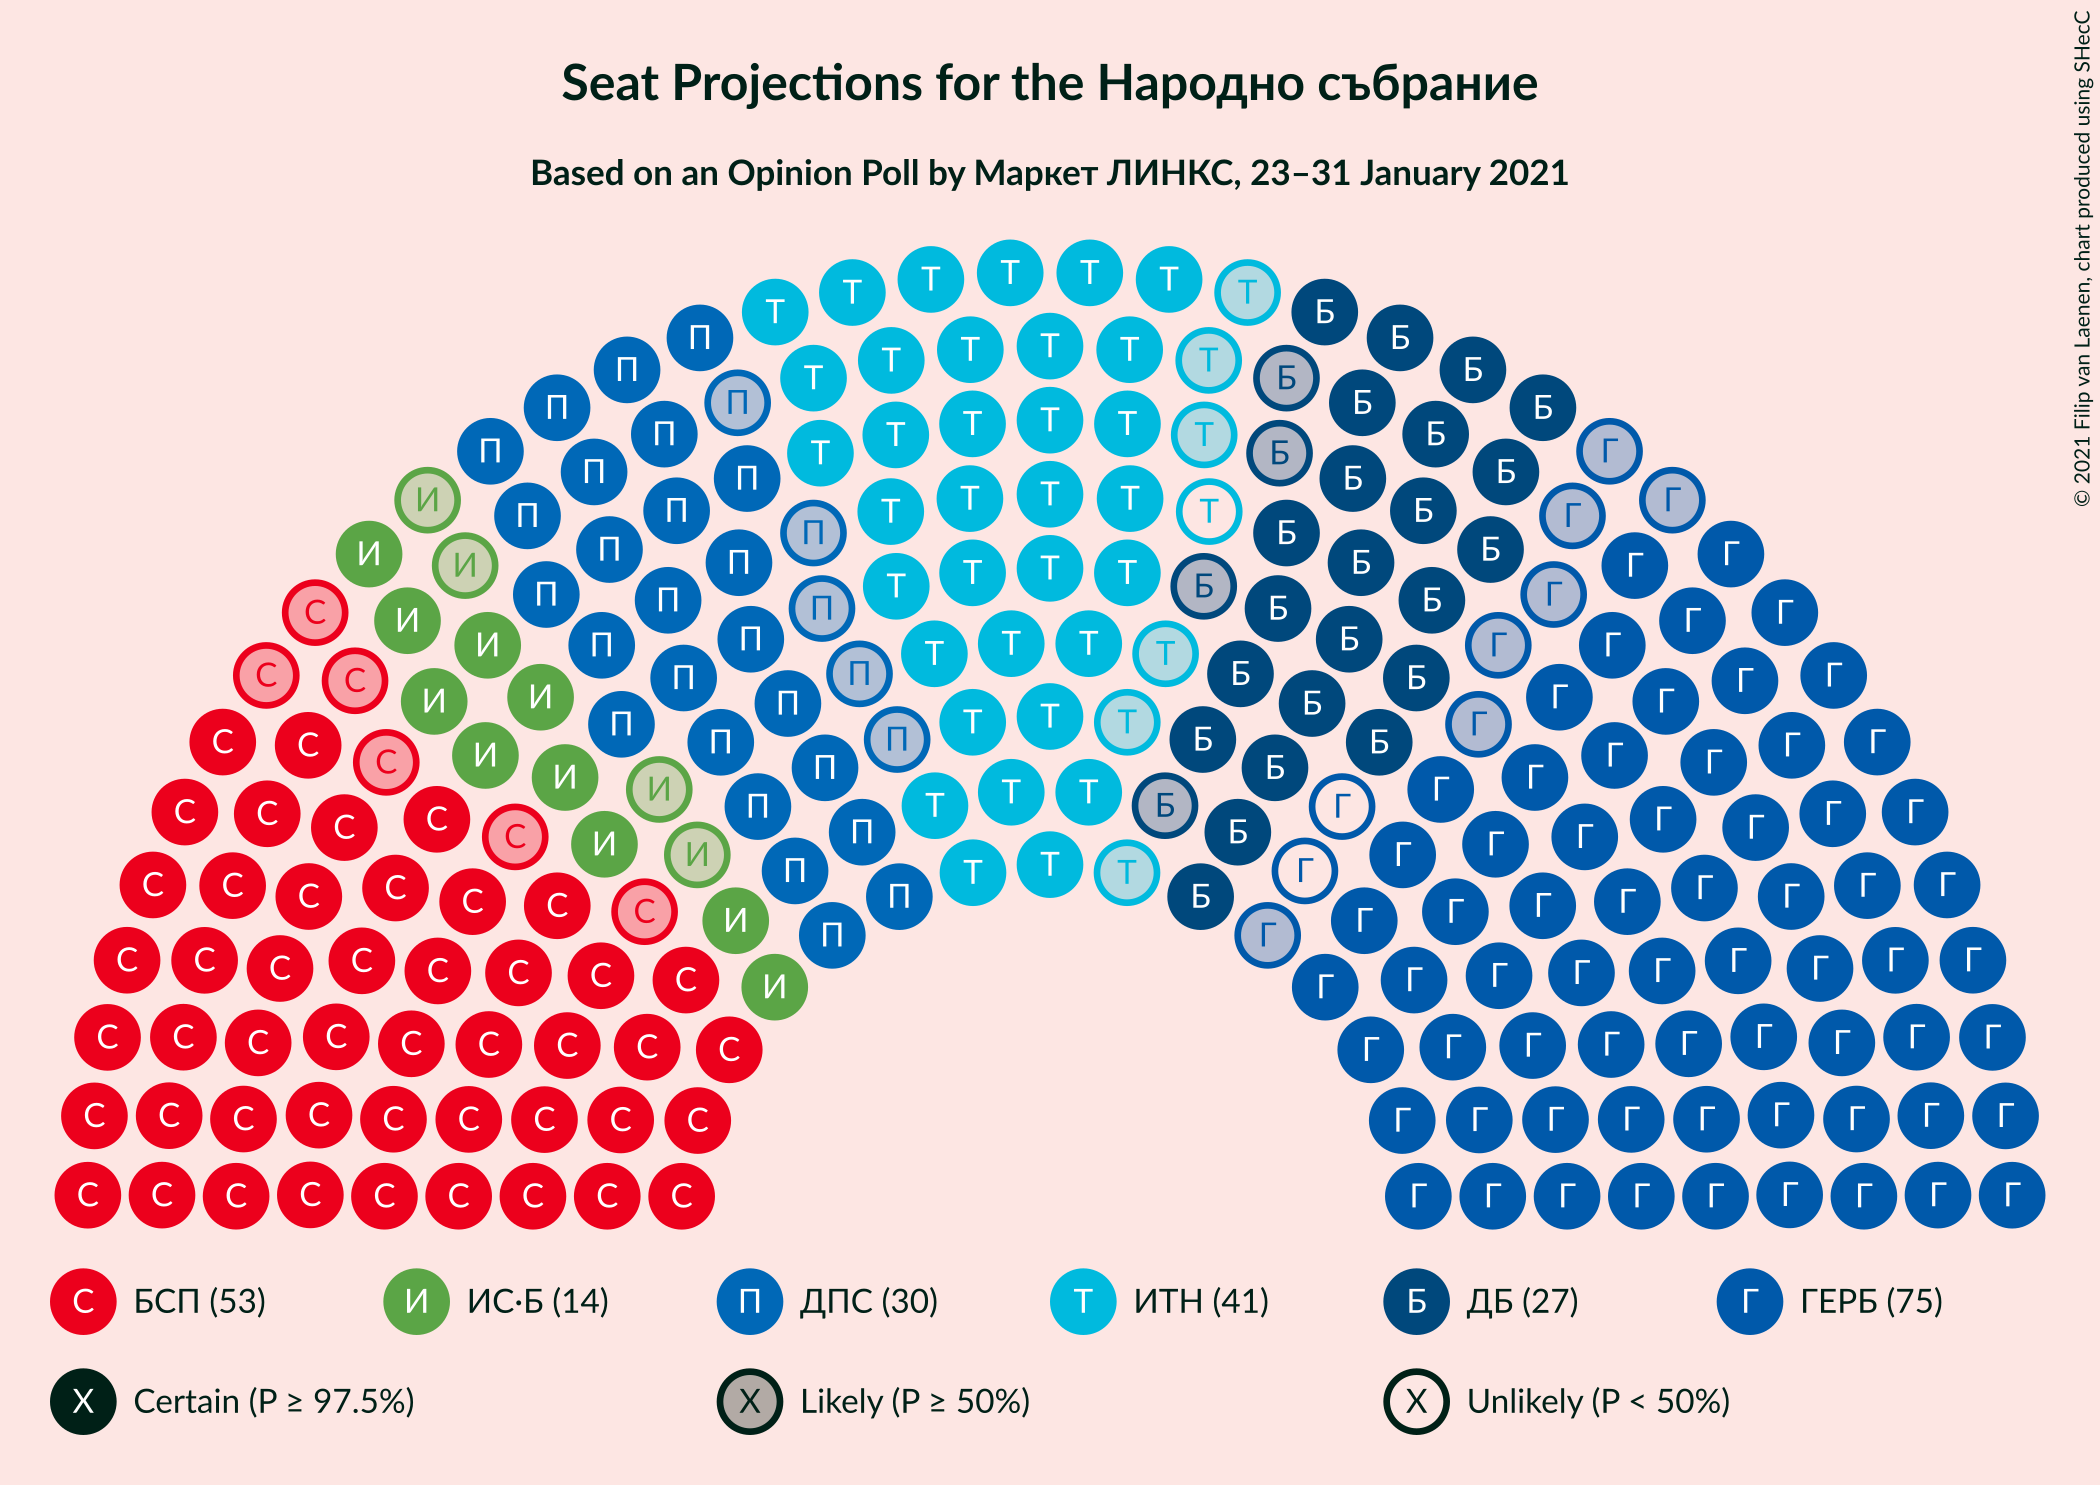 Seat Projections for the Народно събрание
Based on an Opinion Poll by Маркет ЛИНКС, 23–31 January 2021
© 2021 Filip van Laenen, chart produced using SHecC
Т Т Т Т Т Т Т
С БСП (53) И ИС·Б (14) П ДПС (30) Т ИТН (41) Б ДБ (27) Г ГЕРБ (75)
X Certain (P ≥ 97.5%) X Likely (P ≥ 50%) X Unlikely (P < 50%)